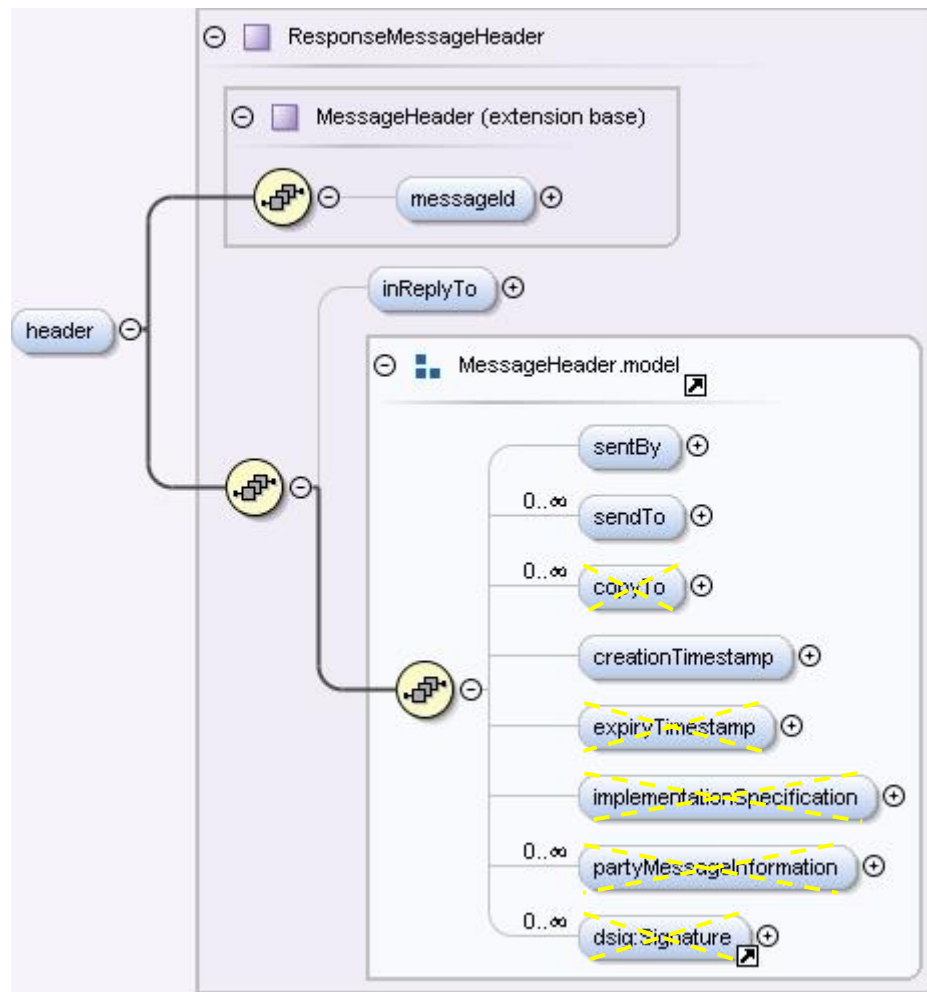 ResponseMessageHeader
MessageHeader (extension base)
messageId
inReplyTo
header
MessageHeader.model
sentBy
0..∞
sendTo
0..∞
copyTo
creationTimestamp
expiryTimestamp
implementationSpecification
0..∞
partyMessageInformation
0..∞
dsig:Signature